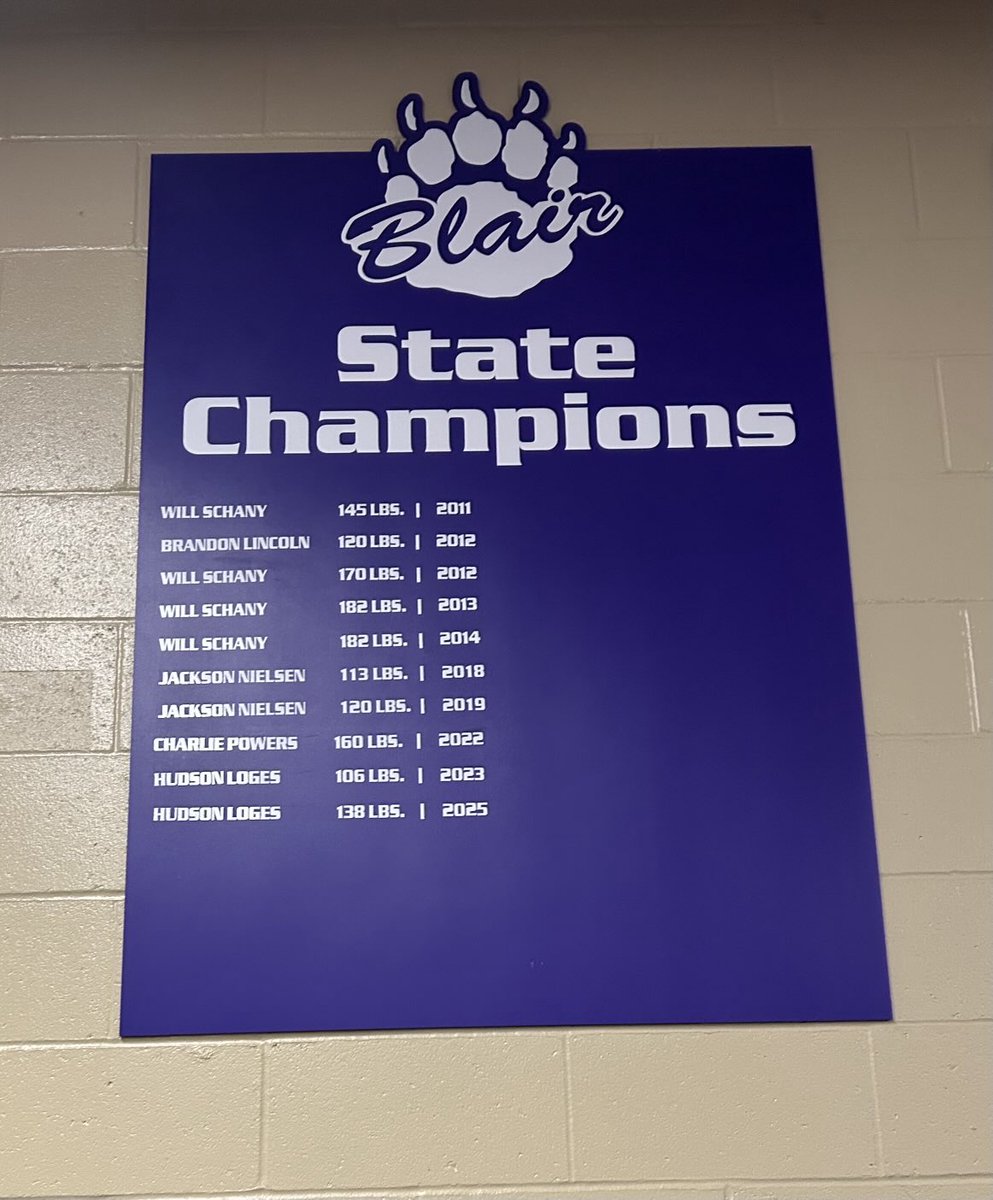 Blair
State
Champions
WILL SCHANY 145 LBS. | 2011
BRANDON LINCOLN 120 LBS. | 2012
WILL SCHANY 170 LBS. | 2012
WILL SCHANY 182 LBS. | 2013
WILL SCHANY 182 LBS. | 2014
JACKSON NIELSEN 113 LBS. | 2018
JACKSON NIELSEN 120 LBS. | 2019
CHARLIE POWERS 160 LBS. | 2022
HUDSON LOGES 106 LBS. | 2023
HUDSON LOGES 138 LBS. | 2025